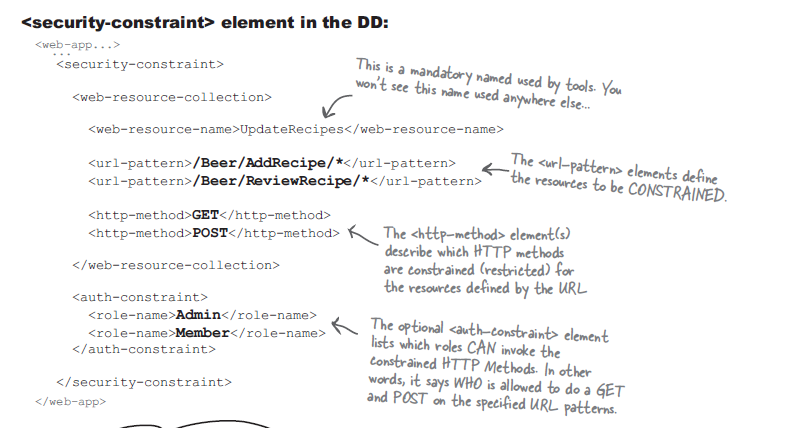 <security-constraint> element in the DD:
<web-app...>
...
<security-constraint>
This is a mandatory named used by tools. You
won't see this name used anywhere else...
<web-resource-collection>
<web-resource-name>UpdateRecipes</web-resource-name>
<url-pattern>/Beer/AddRecipe/*</url-pattern>
<url-pattern>/Beer/ReviewRecipe/*</url-pattern>
The <url-pattern> elements define
the resources to be CONSTRAINED.
<http-method>GET</http-method>
<http-method>POST</http-method>
The <http-method> element(s)
describe which HTTP methods
are constrained (restricted) for
the resources defined by the URL
</web-resource-collection>
<auth-constraint>
<role-name>Admin</role-name>
<role-name>Member</role-name>
</auth-constraint>
The optional <auth-constraint> element
lists which roles CAN invoke the
constrained HTTP Methods. In other
words, it says WHO is allowed to do a GET
and POST on the specified URL patterns.
</security-constraint>
</web-app>